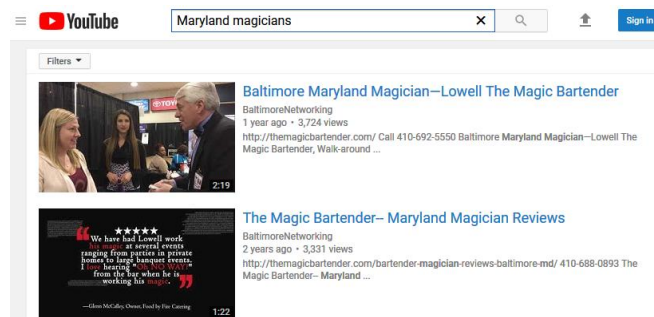 YouTube
Maryland magicians
Sign in
Filters
Baltimore Maryland Magician—Lowell The Magic Bartender
BaltimoreNetworking
1 year ago • 3,724 views
http://themagicbartender.com/ Call 410-692-5550 Baltimore Maryland Magician—Lowell The
Magic Bartender, Walk-around ...
2:19
The Magic Bartender-- Maryland Magician Reviews
BaltimoreNetworking
2 years ago • 3,331 views
http://themagicbartender.com/bartender-magician-reviews-baltimore-md/ 410-688-0893 The
Magic Bartender-- Maryland ...
We have had Lowell work
his magic at several events
ranging from parties in private
homes to large banquet events.
I love hearing "Oh NO WAY!"
from the bar when he is
working his magic.
—Glenn McCalley, Owner, Feed by Fire Catering
1:22